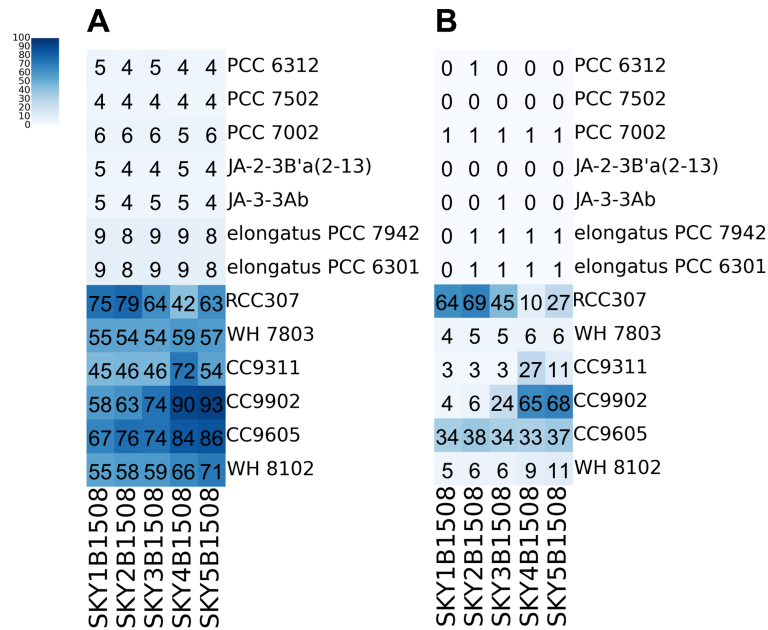 A
B
100
90
80
70
60
50
40
30
20
10
0
5 4 5 4 4 PCC 6312
4 4 4 4 4 PCC 7502
6 6 6 5 6 PCC 7002
5 4 4 5 4 JA-2-3B'a(2-13)
5 4 5 5 4 JA-3-3Ab
9 8 9 9 8 elongatus PCC 7942
9 8 9 9 8 elongatus PCC 6301
75 79 64 42 63 RCC307
55 54 54 59 57 WH 7803
45 46 46 72 54 CC9311
58 63 74 90 93 CC9902
67 76 74 84 86 CC9605
55 58 59 66 71 WH 8102
SKY1B1508
SKY2B1508
SKY3B1508
SKY4B1508
SKY5B1508
0 1 0 0 0 PCC 6312
0 0 0 0 0 PCC 7502
1 1 1 1 1 PCC 7002
0 0 0 0 0 JA-2-3B'a(2-13)
0 0 1 0 0 JA-3-3Ab
0 1 1 1 1 elongatus PCC 7942
0 1 1 1 1 elongatus PCC 6301
64 69 45 10 27 RCC307
4 5 5 6 6 WH 7803
3 3 3 27 11 CC9311
4 6 24 65 68 CC9902
34 38 34 33 37 CC9605
5 6 6 9 11 WH 8102
SKY1B1508
SKY2B1508
SKY3B1508
SKY4B1508
SKY5B1508